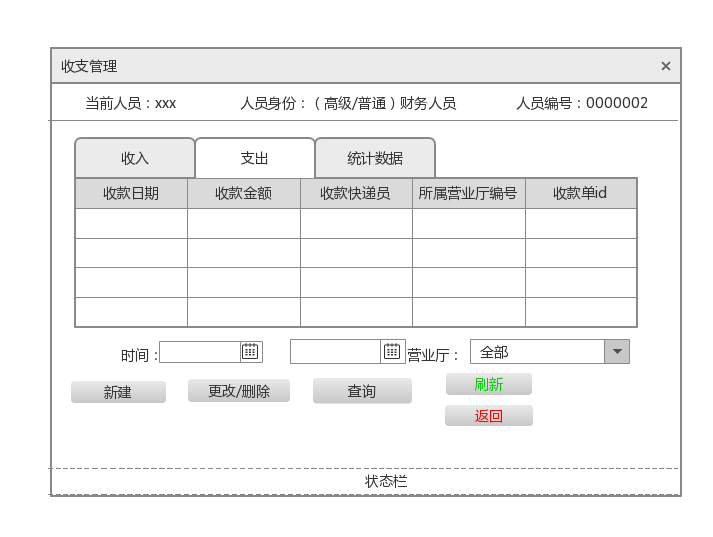 收支管理
当前人员：xxx 人员身份：（高级/普通）财务人员 人员编号：0000002
收入 支出 统计数据
收款日期 收款金额 收款快递员 所属营业厅编号 收款单id
时间： 营业厅： 全部
新建 更改/删除 查询 刷新
返回
状态栏